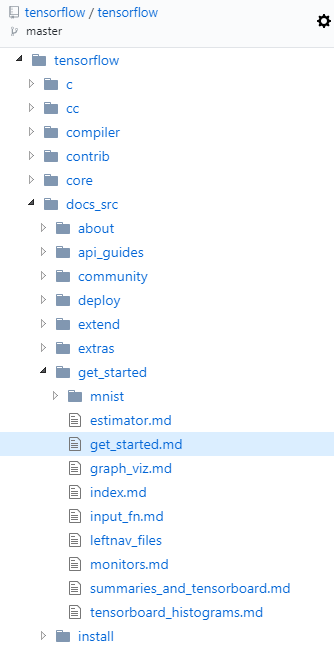 tensorflow / tensorflow
master
tensorflow
c
cc
compiler
contrib
core
docs_src
about
api_guides
community
deploy
extend
extras
get_started
mnist
estimator.md
get_started.md
graph_viz.md
index.md
input_fn.md
leftnav_files
monitors.md
summaries_and_tensorboard.md
tensorboard_histograms.md
install